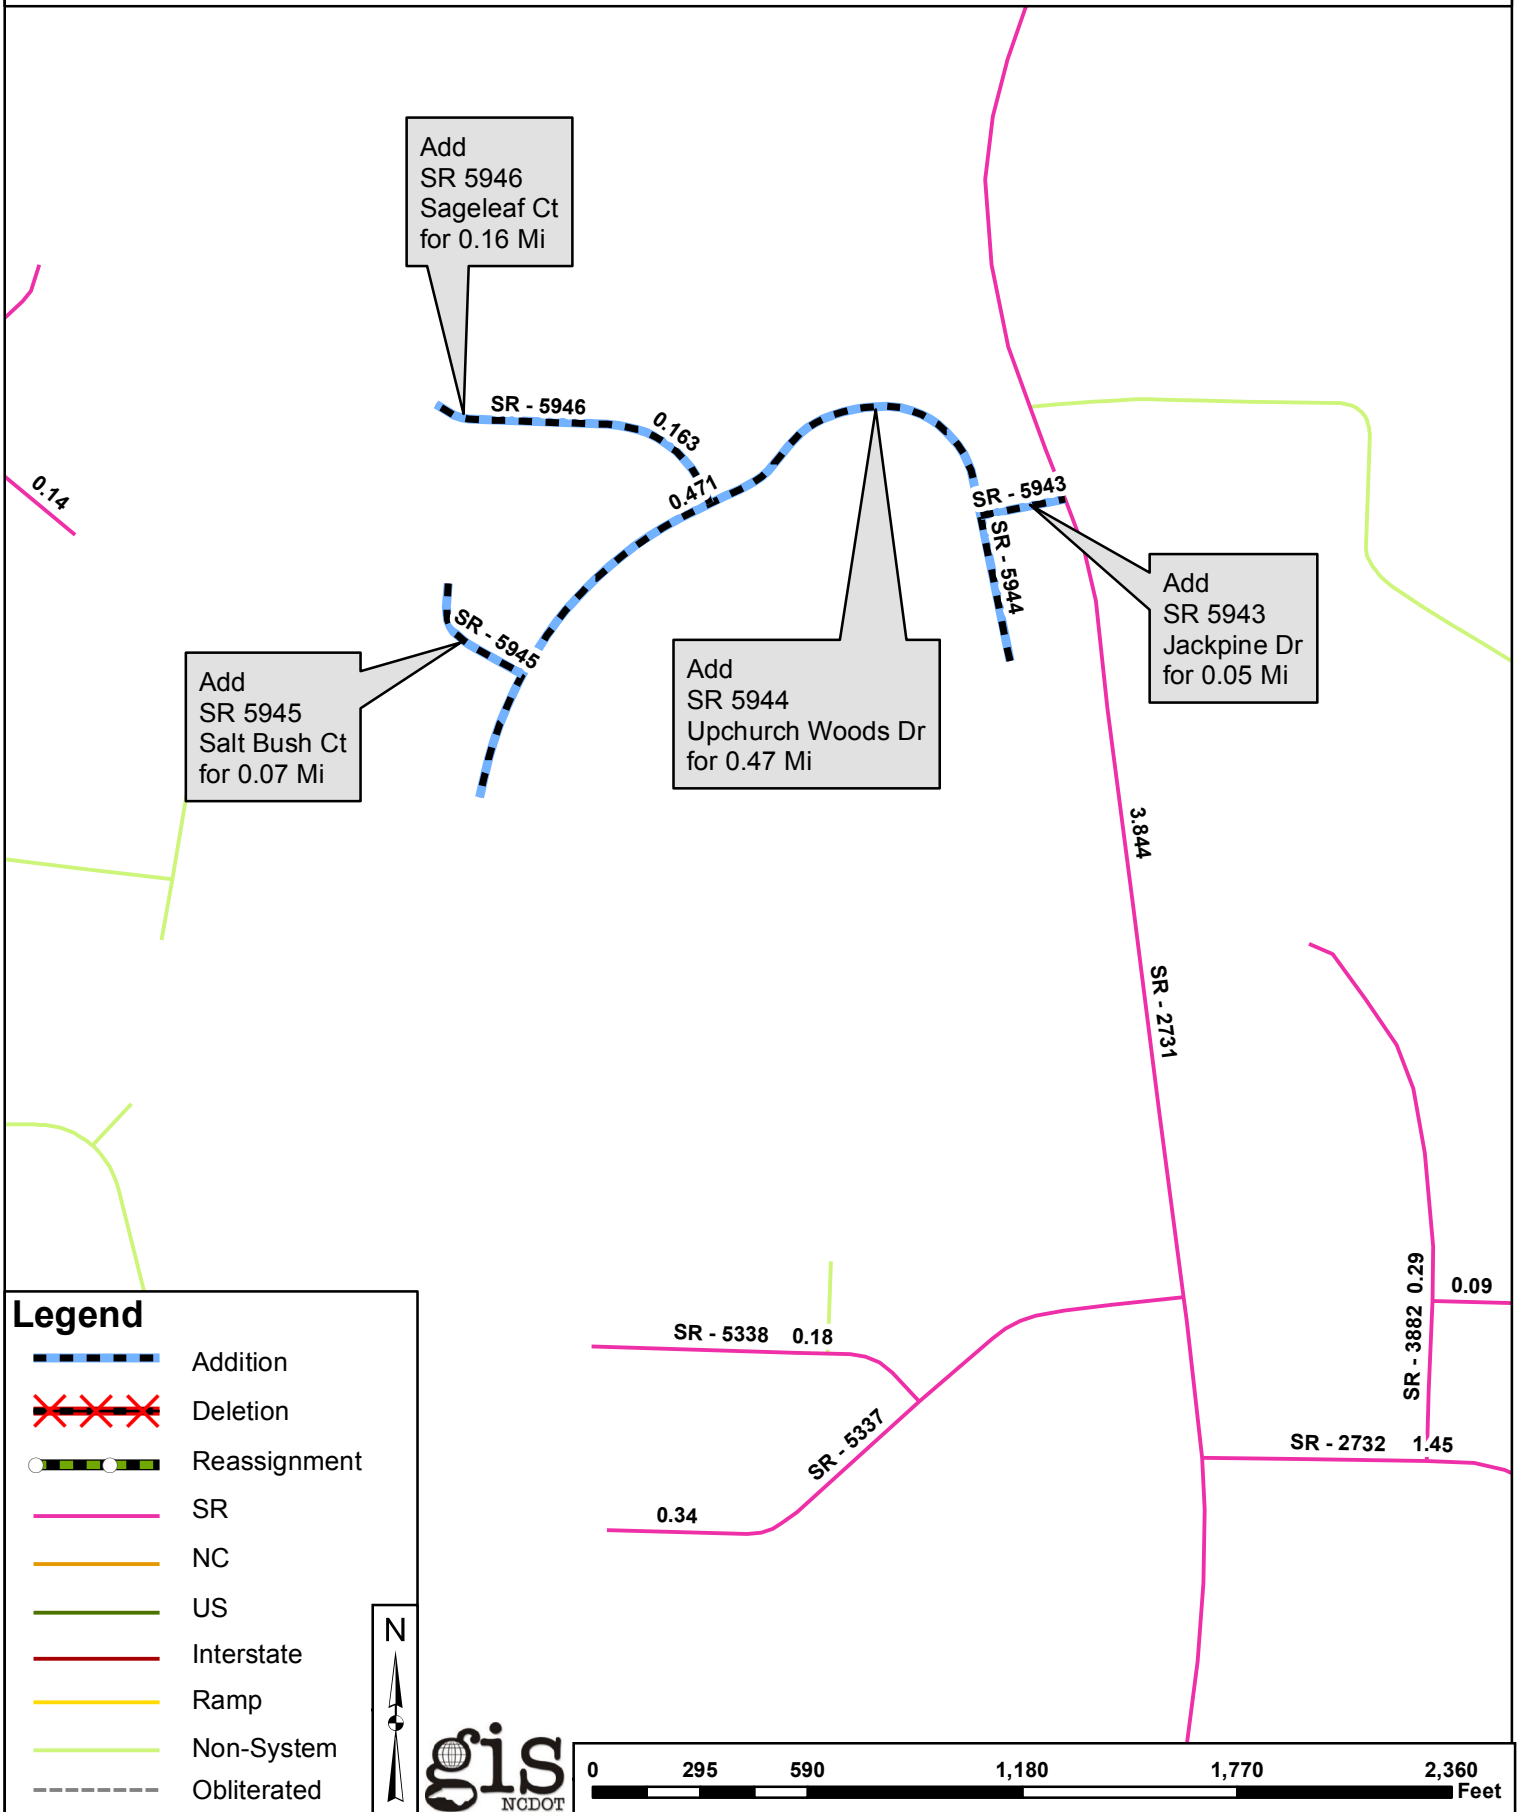 Add
SR 5946
Sageleaf Ct
for 0.16 Mi
SR - 5946
0.163
0.471
SR - 5943
SR - 5944
0.14
SR - 5945
Add
SR 5943
Jackpine Dr
for 0.05 Mi
Add
SR 5945
Salt Bush Ct
for 0.07 Mi
Add
SR 5944
Upchurch Woods Dr
for 0.47 Mi
3.844
SR - 2731
SR - 3882 0.29
0.09
SR - 5338 0.18
SR - 5337
SR - 2732 1.45
0.34
Legend
Addition
Deletion
Reassignment
SR
NC
US
Interstate
Ramp
Non-System
Obliterated
N
gis
NCDOT
0 295 590 1,180 1,770 2,360
Feet